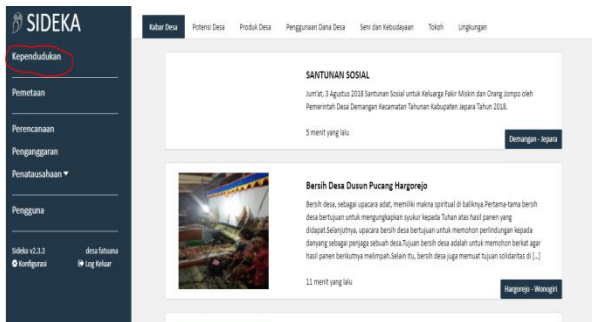 SIDEKA
Kependudukan
Pemetaan
Perencanaan
Penganggaran
Penatausahaan ▼
Pengguna
Sideka v2.3.3 desa fatuana
Konfigurasi Log Keluar
Kabar Desa Potensi Desa Produk Desa Penggunaan Dana Desa Seni dan Kebudayaan Tokoh Lingkungan
SANTUNAN SOSIAL
Jum'at, 3 Agustus 2018 Santunan Sosial untuk Keluarga Fakir Miskin dan Orang Jompo oleh
Pemerintah Desa Demangan Kecamatan Tahunan Kabupaten Jepara Tahun 2018.
5 menit yang lalu
Demangan - Jepara
Bersih Desa Dusun Pucang Hargorejo
Bersih desa, sebagai upacara adat, memiliki makna spiritual di baliknya.Pertama-tama bersih
desa bertujuan untuk mengungkapkan syukur kepada Tuhan atas hasil panen yang
didapat.Selanjutnya, upacara bersih desa bertujuan untuk memohon perlindungan kepada
danyang sebagai penjaga sebuah desa.Tujuan bersih desa adalah untuk memohon berkat agar
hasil panen berikutnya melimpah.Selain itu, bersih desa juga memuat tujuan solidaritas di [...]
11 menit yang lalu
Hargorejo - Wonogiri